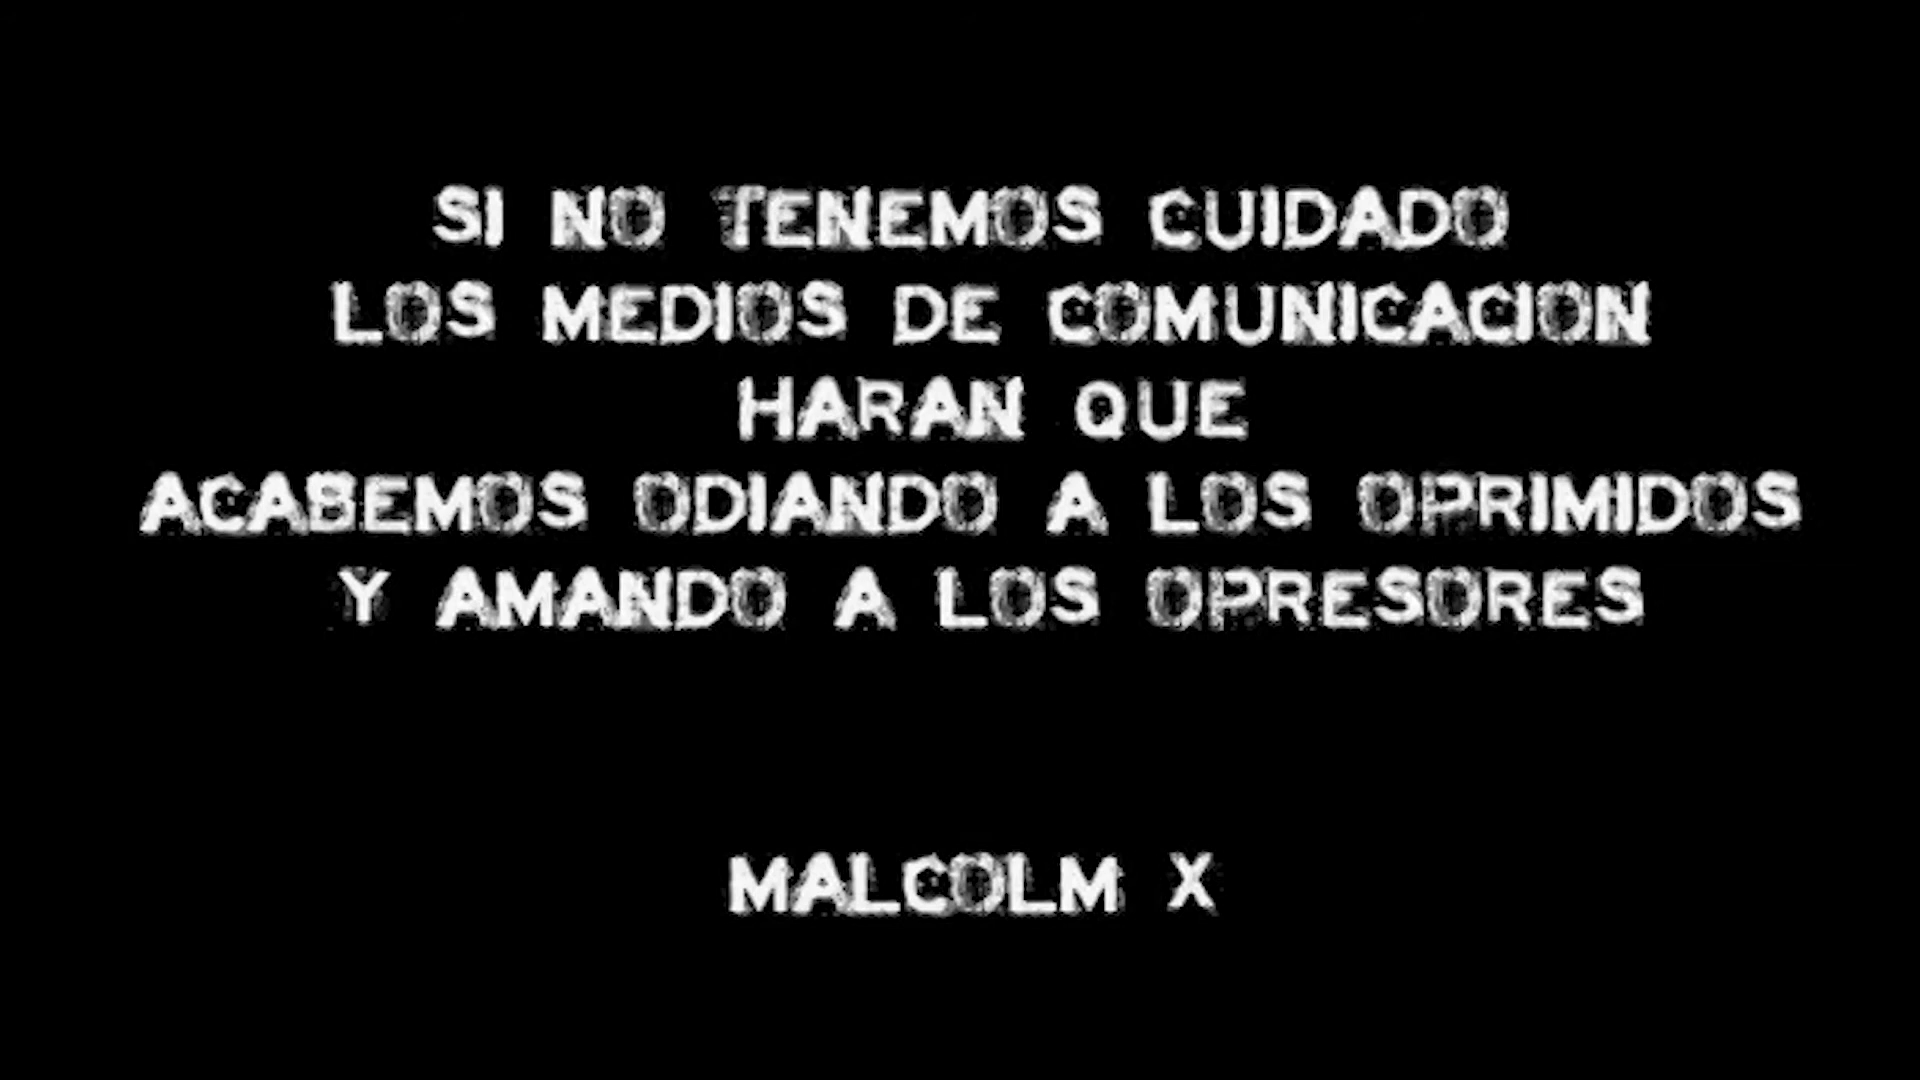 SI NO TENEMOS CUIDADO
LOS MEDIOS DE COMUNICACION
HARAN QUE
ACABEMOS ODIANDO A LOS OPRIMIDOS
Y AMANDO A LOS OPRESORES
MALCOLM X